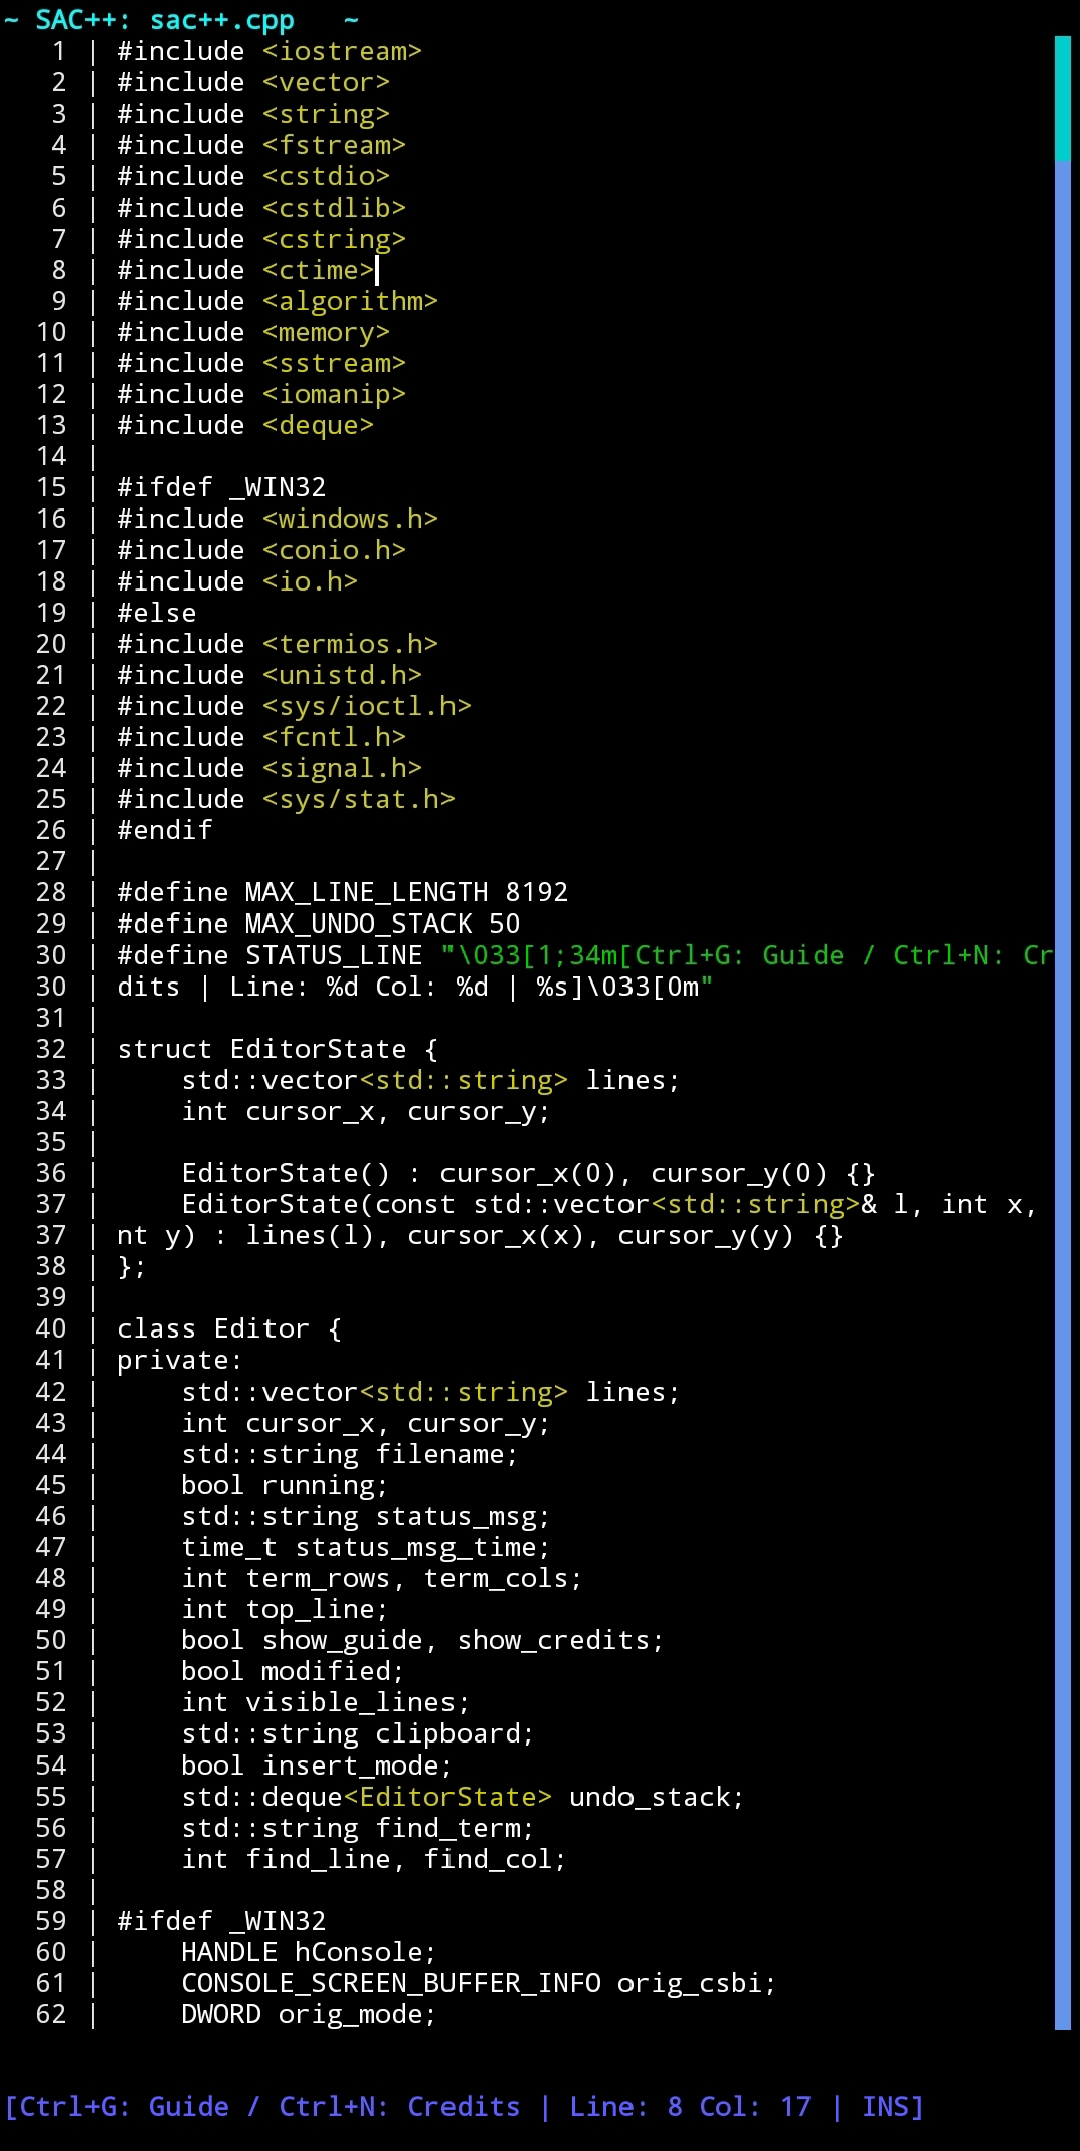 ~ SAC++: sac++.cpp   ~
1 | #include <iostream>
2 | #include <vector>
3 | #include <string>
4 | #include <fstream>
5 | #include <cstdio>
6 | #include <cstdlib>
7 | #include <cstring>
8 | #include <ctime>
9 | #include <algorithm>
10 | #include <memory>
11 | #include <sstream>
12 | #include <iomanip>
13 | #include <deque>
14 |
15 | #ifdef _WIN32
16 | #include <windows.h>
17 | #include <conio.h>
18 | #include <io.h>
19 | #else
20 | #include <termios.h>
21 | #include <unistd.h>
22 | #include <sys/ioctl.h>
23 | #include <fcntl.h>
24 | #include <signal.h>
25 | #include <sys/stat.h>
26 | #endif
27 |
28 | #define MAX_LINE_LENGTH 8192
29 | #define MAX_UNDO_STACK 50
30 | #define STATUS_LINE "\033[1;34m[Ctrl+G: Guide / Ctrl+N: Cr
30 | dits | Line: %d Col: %d | %s]\033[0m"
31 |
32 | struct EditorState {
33 |     std::vector<std::string> lines;
34 |     int cursor_x, cursor_y;
35 |
36 |     EditorState() : cursor_x(0), cursor_y(0) {}
37 |     EditorState(const std::vector<std::string>& l, int x,
37 | nt y) : lines(l), cursor_x(x), cursor_y(y) {}
38 | };
39 |
40 | class Editor {
41 | private:
42 |     std::vector<std::string> lines;
43 |     int cursor_x, cursor_y;
44 |     std::string filename;
45 |     bool running;
46 |     std::string status_msg;
47 |     time_t status_msg_time;
48 |     int term_rows, term_cols;
49 |     int top_line;
50 |     bool show_guide, show_credits;
51 |     bool modified;
52 |     int visible_lines;
53 |     std::string clipboard;
54 |     bool insert_mode;
55 |     std::deque<EditorState> undo_stack;
56 |     std::string find_term;
57 |     int find_line, find_col;
58 |
59 | #ifdef _WIN32
60 |     HANDLE hConsole;
61 |     CONSOLE_SCREEN_BUFFER_INFO orig_csbi;
62 |     DWORD orig_mode;
[Ctrl+G: Guide / Ctrl+N: Credits | Line: 8 Col: 17 | INS]